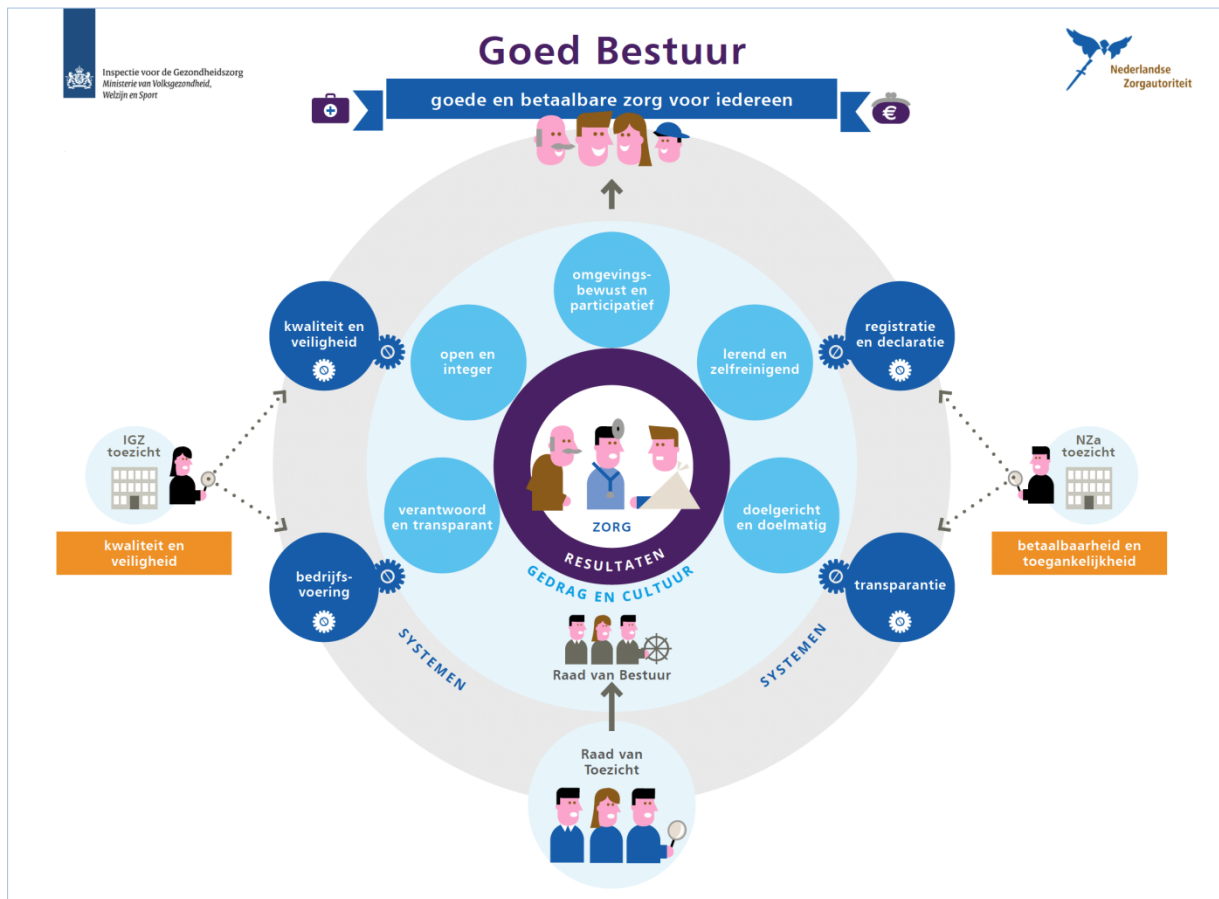 Inspectie voor de Gezondheidszorg
Ministerie van Volksgezondheid,
Welzijn en Sport
Goed Bestuur
goede en betaalbare zorg voor iedereen
€
Nederlandse
Zorgautoriteit
omgevings-
bewust en
participatief
kwaliteit en
veiligheid
open en
integer
lerend en
zelfreinigend
registratie
en declaratie
IGZ
toezicht
kwaliteit en
veiligheid
NZa
toezicht
betaalbaarheid en
toegankelijkheid
verantwoord
en transparant
doelgericht
en doelmatig
ZORG
RESULTATEN
GEDRAG EN CULTUUR
bedrijfs-
voering
transparantie
SYSTEMEN
SYSTEMEN
Raad van Bestuur
Raad van
Toezicht